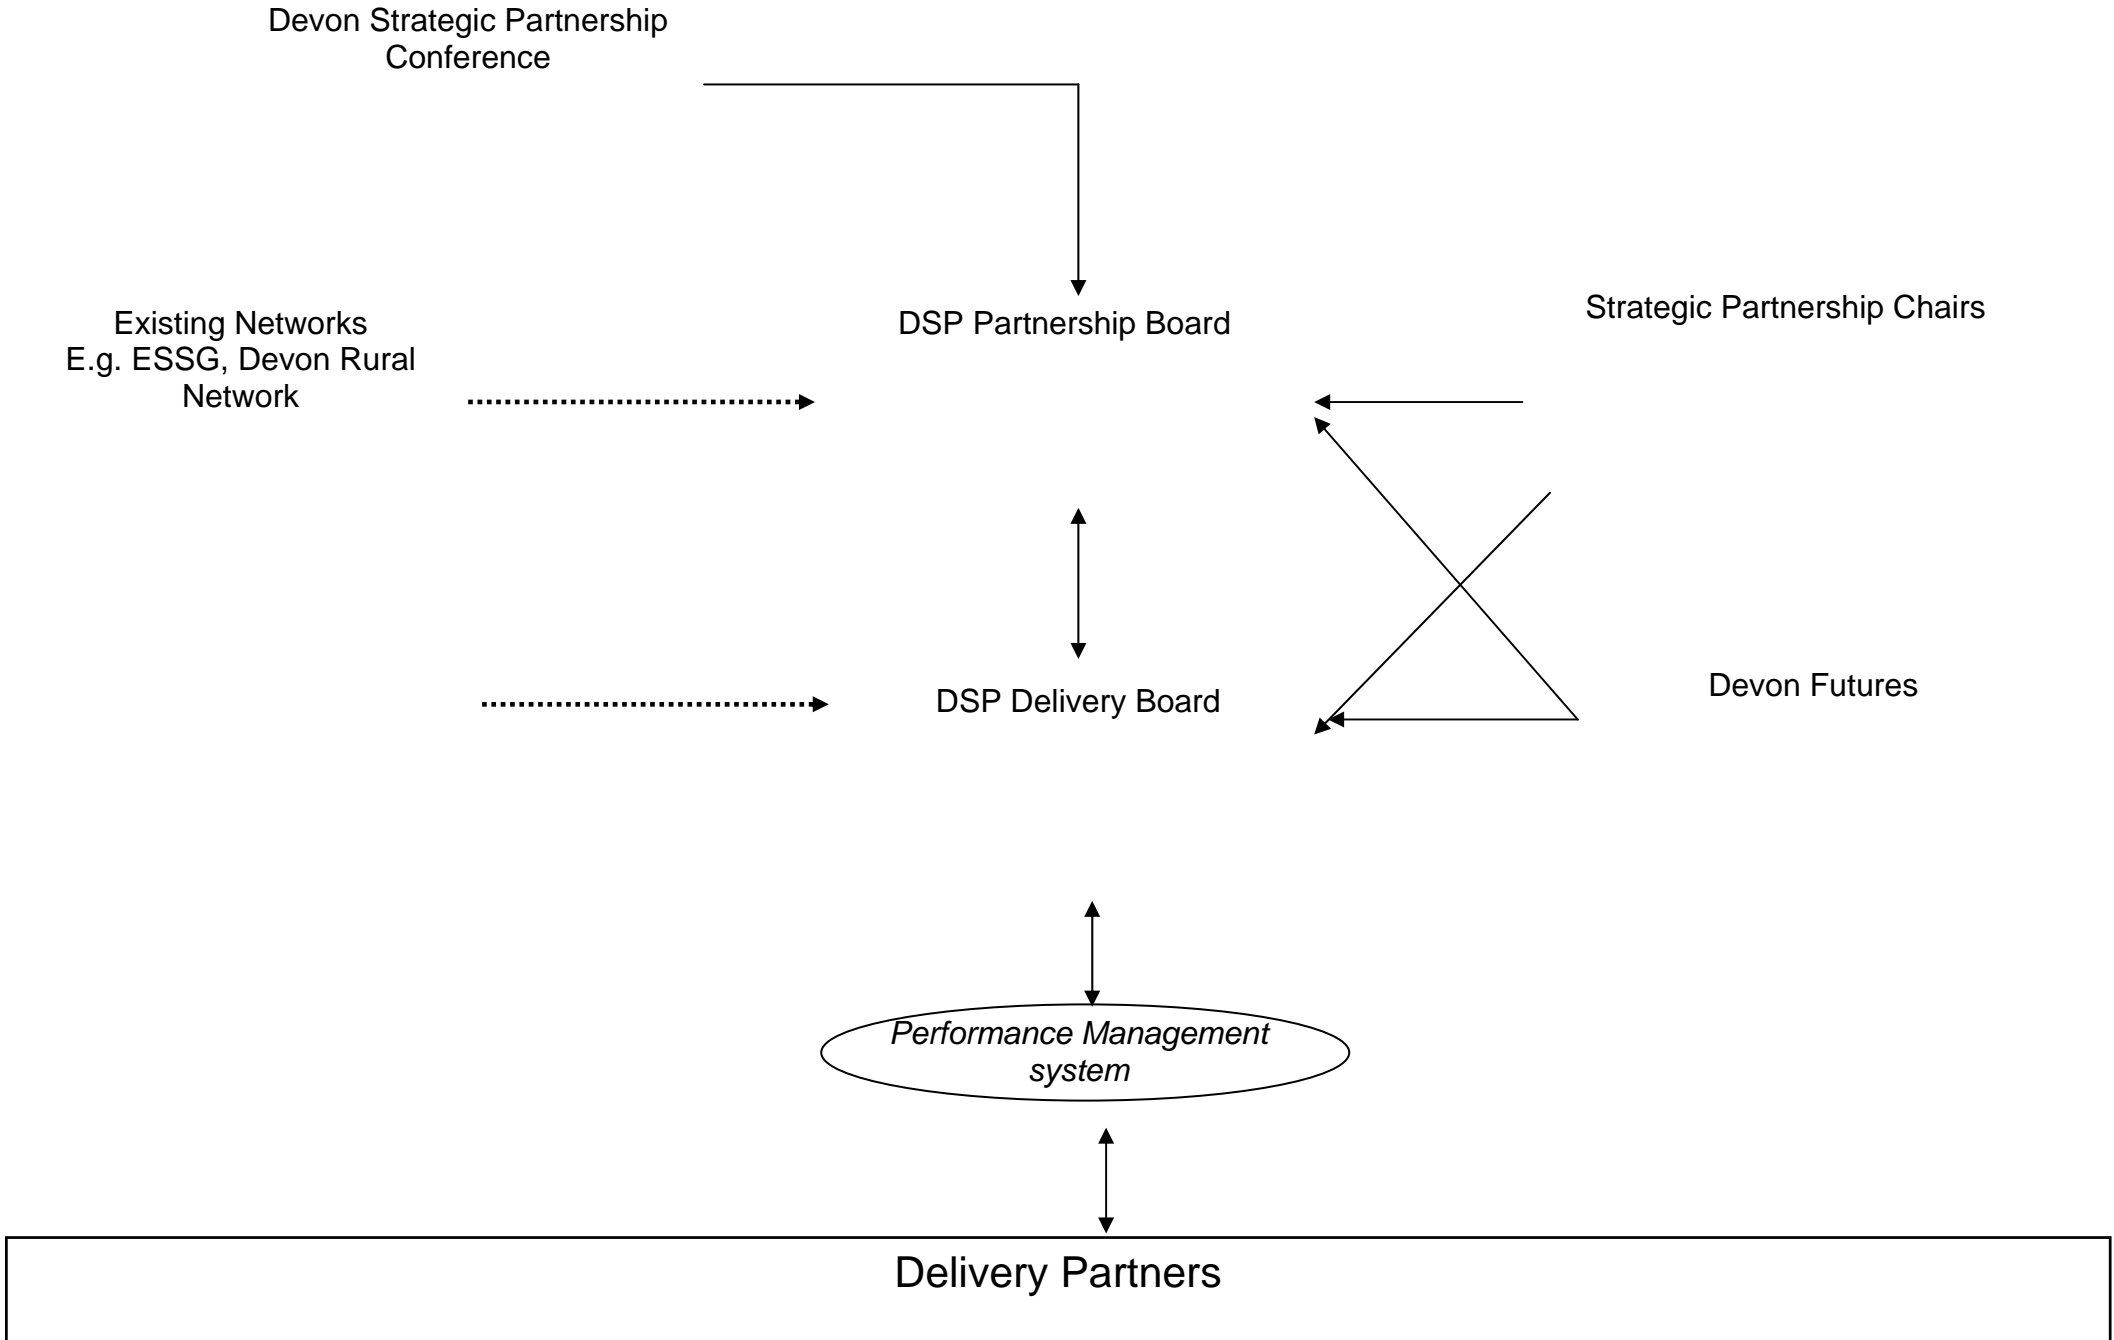 Devon Strategic Partnership
Conference
Existing Networks
E.g. ESSG, Devon Rural
Network
DSP Partnership Board
Strategic Partnership Chairs
DSP Delivery Board
Devon Futures
Performance Management
system
Delivery Partners